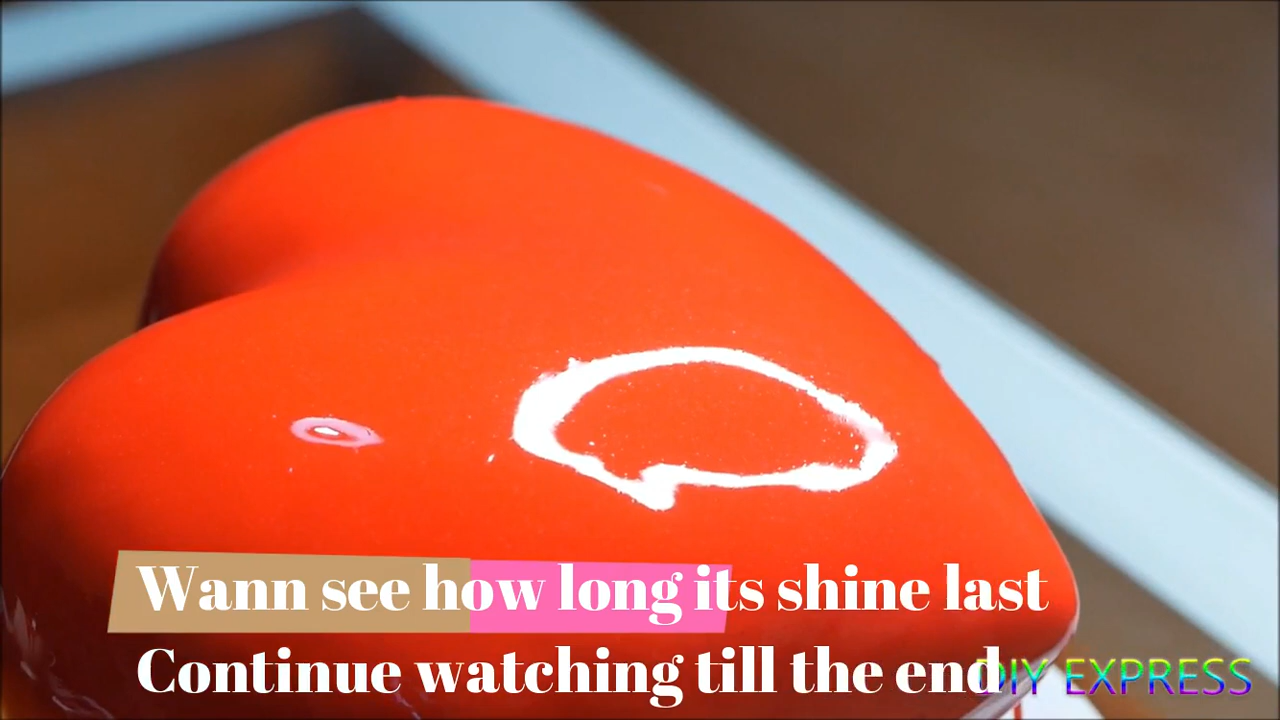 Wann see how long its shine last
Continue watching till the end
DIY EXPRESS